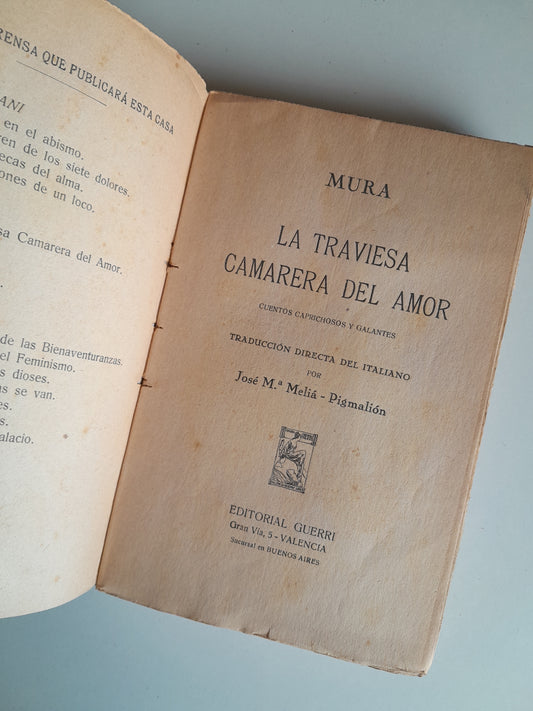 RENSA QUE PUBLICARÁ ESTA CASA
ANI
en el abismo.
en de los siete dolores.
ecas del alma.
ones de un loco.
sa Camarera del Amor.
de las Bienaventuranzas.
el Feminismo.
s dioses.
as se van.
es.
s.
alacio.
MURA
LA TRAVIESA
CAMARERA DEL AMOR
CUENTOS CAPRICHOSOS Y GALANTES
TRADUCCIÓN DIRECTA DEL ITALIANO
POR
José M.ª Meliá - Pigmalión
EDITORIAL GUERRI
Gran Vía, 5 - VALENCIA
Sucursal en BUENOS AIRES